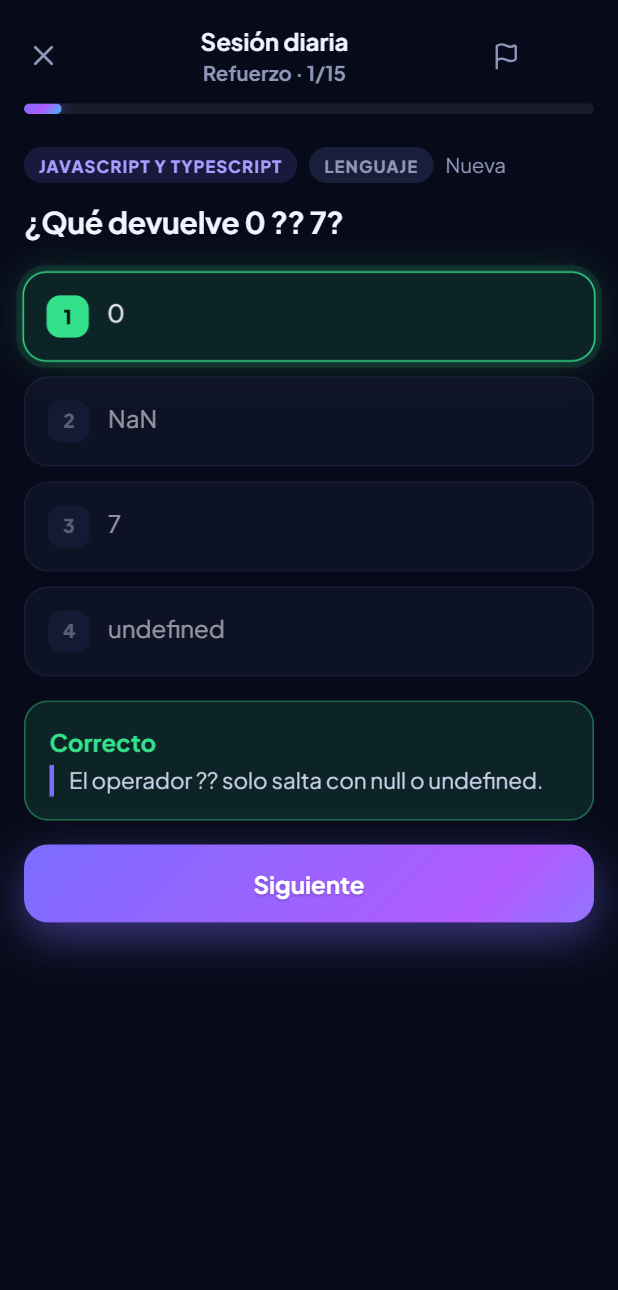 Sesión diaria
Refuerzo · 1/15
JAVASCRIPT Y TYPESCRIPT LENGUAJE Nueva
¿Qué devuelve 0 ?? 7?
1 0
2 NaN
3 7
4 undefined
Correcto
El operador ?? solo salta con null o undefined.
Siguiente